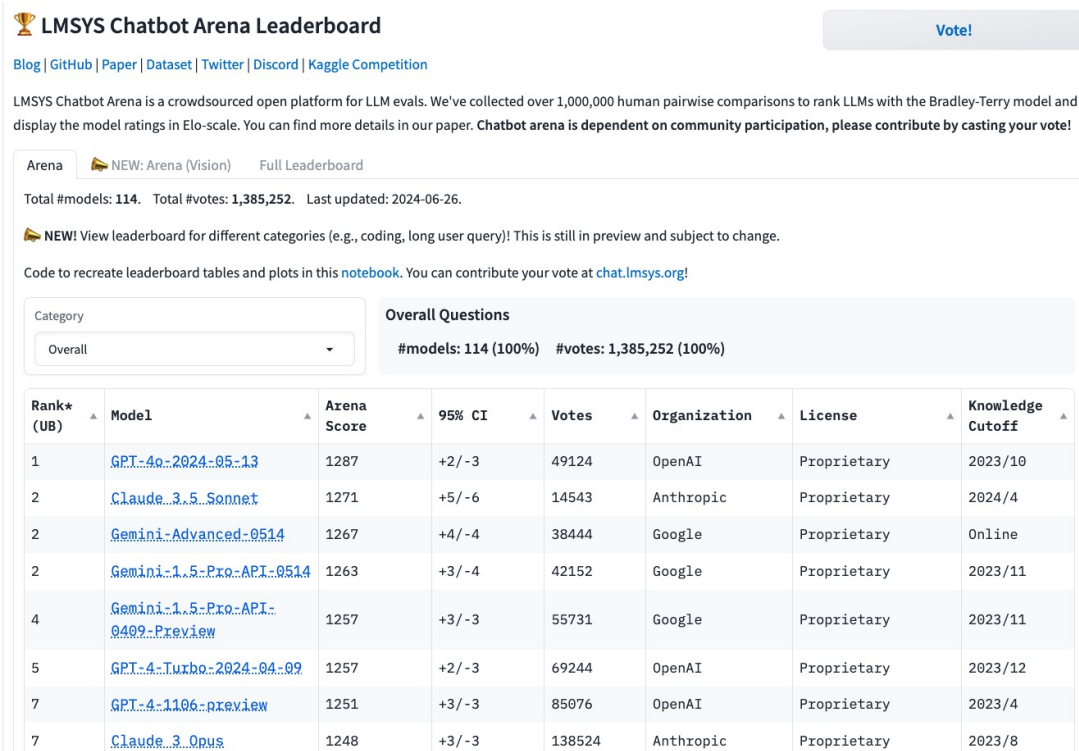 🏆 LMSYS Chatbot Arena Leaderboard
Vote!
Blog | GitHub | Paper | Dataset | Twitter | Discord | Kaggle Competition
LMSYS Chatbot Arena is a crowdsourced open platform for LLM evals. We've collected over 1,000,000 human pairwise comparisons to rank LLMs with the Bradley-Terry model and
display the model ratings in Elo-scale. You can find more details in our paper. Chatbot arena is dependent on community participation, please contribute by casting your vote!
Arena 📣 NEW: Arena (Vision) Full Leaderboard
Total #models: 114. Total #votes: 1,385,252. Last updated: 2024-06-26.
📣 NEW! View leaderboard for different categories (e.g., coding, long user query)! This is still in preview and subject to change.
Code to recreate leaderboard tables and plots in this notebook. You can contribute your vote at chat.lmsys.org!
Category
Overall
Overall Questions
#models: 114 (100%) #votes: 1,385,252 (100%)
Rank* (UB) Model Arena Score 95% CI Votes Organization License Knowledge Cutoff
1 GPT-4o-2024-05-13 1287 +2/-3 49124 OpenAI Proprietary 2023/10
2 Claude 3.5 Sonnet 1271 +5/-6 14543 Anthropic Proprietary 2024/4
2 Gemini-Advanced-0514 1267 +4/-4 38444 Google Proprietary Online
2 Gemini-1.5-Pro-API-0514 1263 +3/-4 42152 Google Proprietary 2023/11
4 Gemini-1.5-Pro-API-0409-Preview 1257 +3/-3 55731 Google Proprietary 2023/11
5 GPT-4-Turbo-2024-04-09 1257 +2/-3 69244 OpenAI Proprietary 2023/12
7 GPT-4-1106-preview 1251 +3/-3 85076 OpenAI Proprietary 2023/4
7 Claude 3 Opus 1248 +3/-3 138524 Anthropic Proprietary 2023/8